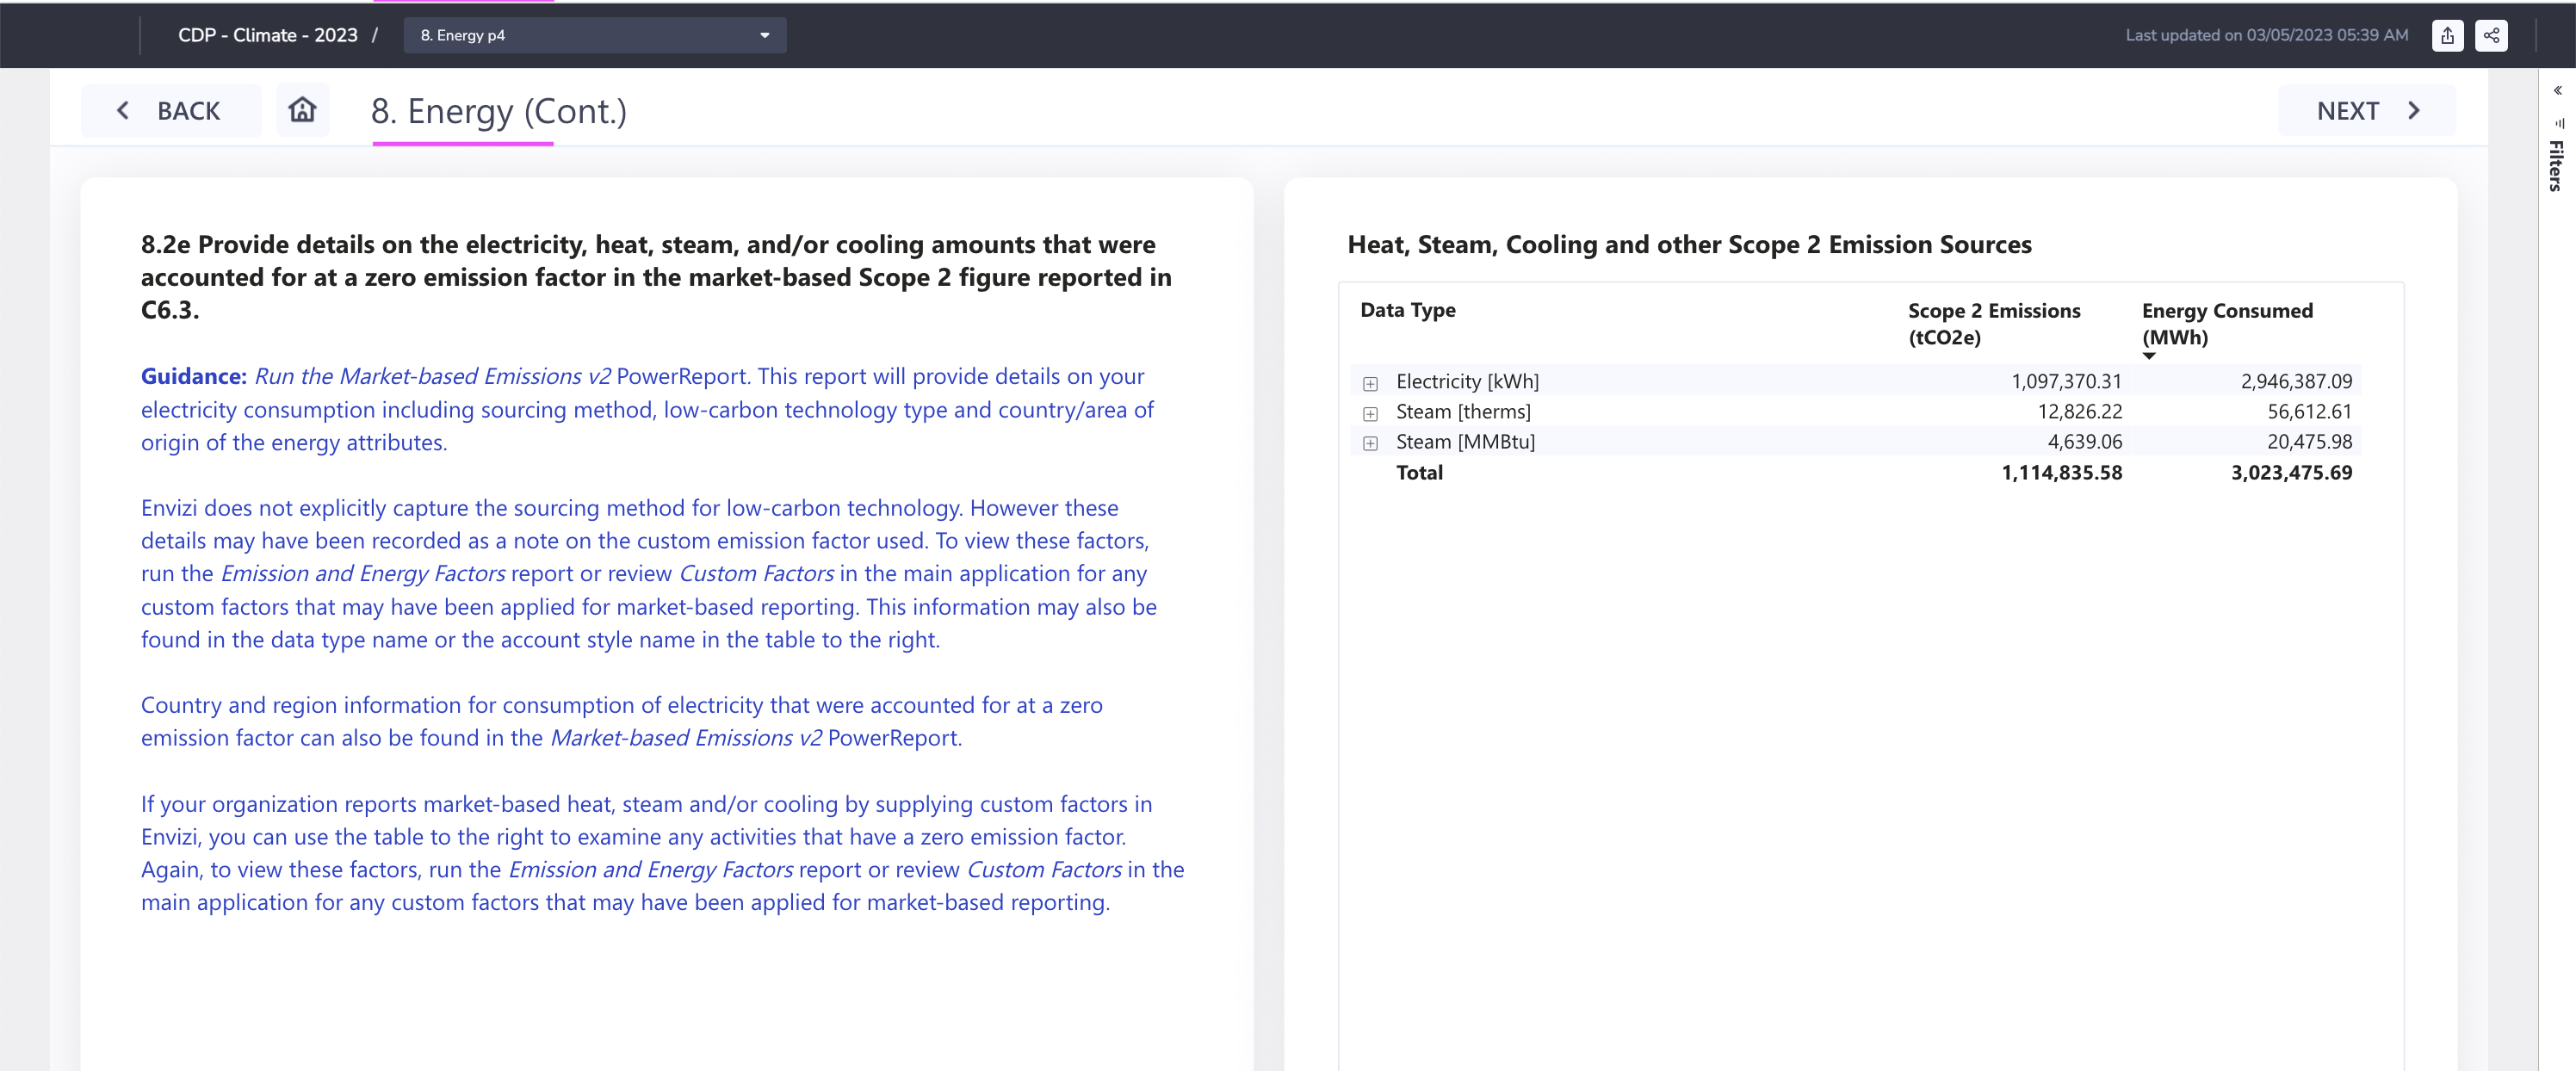 CDP - Climate - 2023 / 8. Energy p4 Last updated on 03/05/2023 05:39 AM
BACK 8. Energy (Cont.) NEXT
Filters
8.2e Provide details on the electricity, heat, steam, and/or cooling amounts that were
accounted for at a zero emission factor in the market-based Scope 2 figure reported in
C6.3.
Guidance: Run the Market-based Emissions v2 PowerReport. This report will provide details on your
electricity consumption including sourcing method, low-carbon technology type and country/area of
origin of the energy attributes.
Envizi does not explicitly capture the sourcing method for low-carbon technology. However these
details may have been recorded as a note on the custom emission factor used. To view these factors,
run the Emission and Energy Factors report or review Custom Factors in the main application for any
custom factors that may have been applied for market-based reporting. This information may also be
found in the data type name or the account style name in the table to the right.
Country and region information for consumption of electricity that were accounted for at a zero
emission factor can also be found in the Market-based Emissions v2 PowerReport.
If your organization reports market-based heat, steam and/or cooling by supplying custom factors in
Envizi, you can use the table to the right to examine any activities that have a zero emission factor.
Again, to view these factors, run the Emission and Energy Factors report or review Custom Factors in the
main application for any custom factors that may have been applied for market-based reporting.
Heat, Steam, Cooling and other Scope 2 Emission Sources
Data Type Scope 2 Emissions Energy Consumed
(tCO2e) (MWh)
Electricity [kWh] 1,097,370.31 2,946,387.09
Steam [therms] 12,826.22 56,612.61
Steam [MMBtu] 4,639.06 20,475.98
Total 1,114,835.58 3,023,475.69